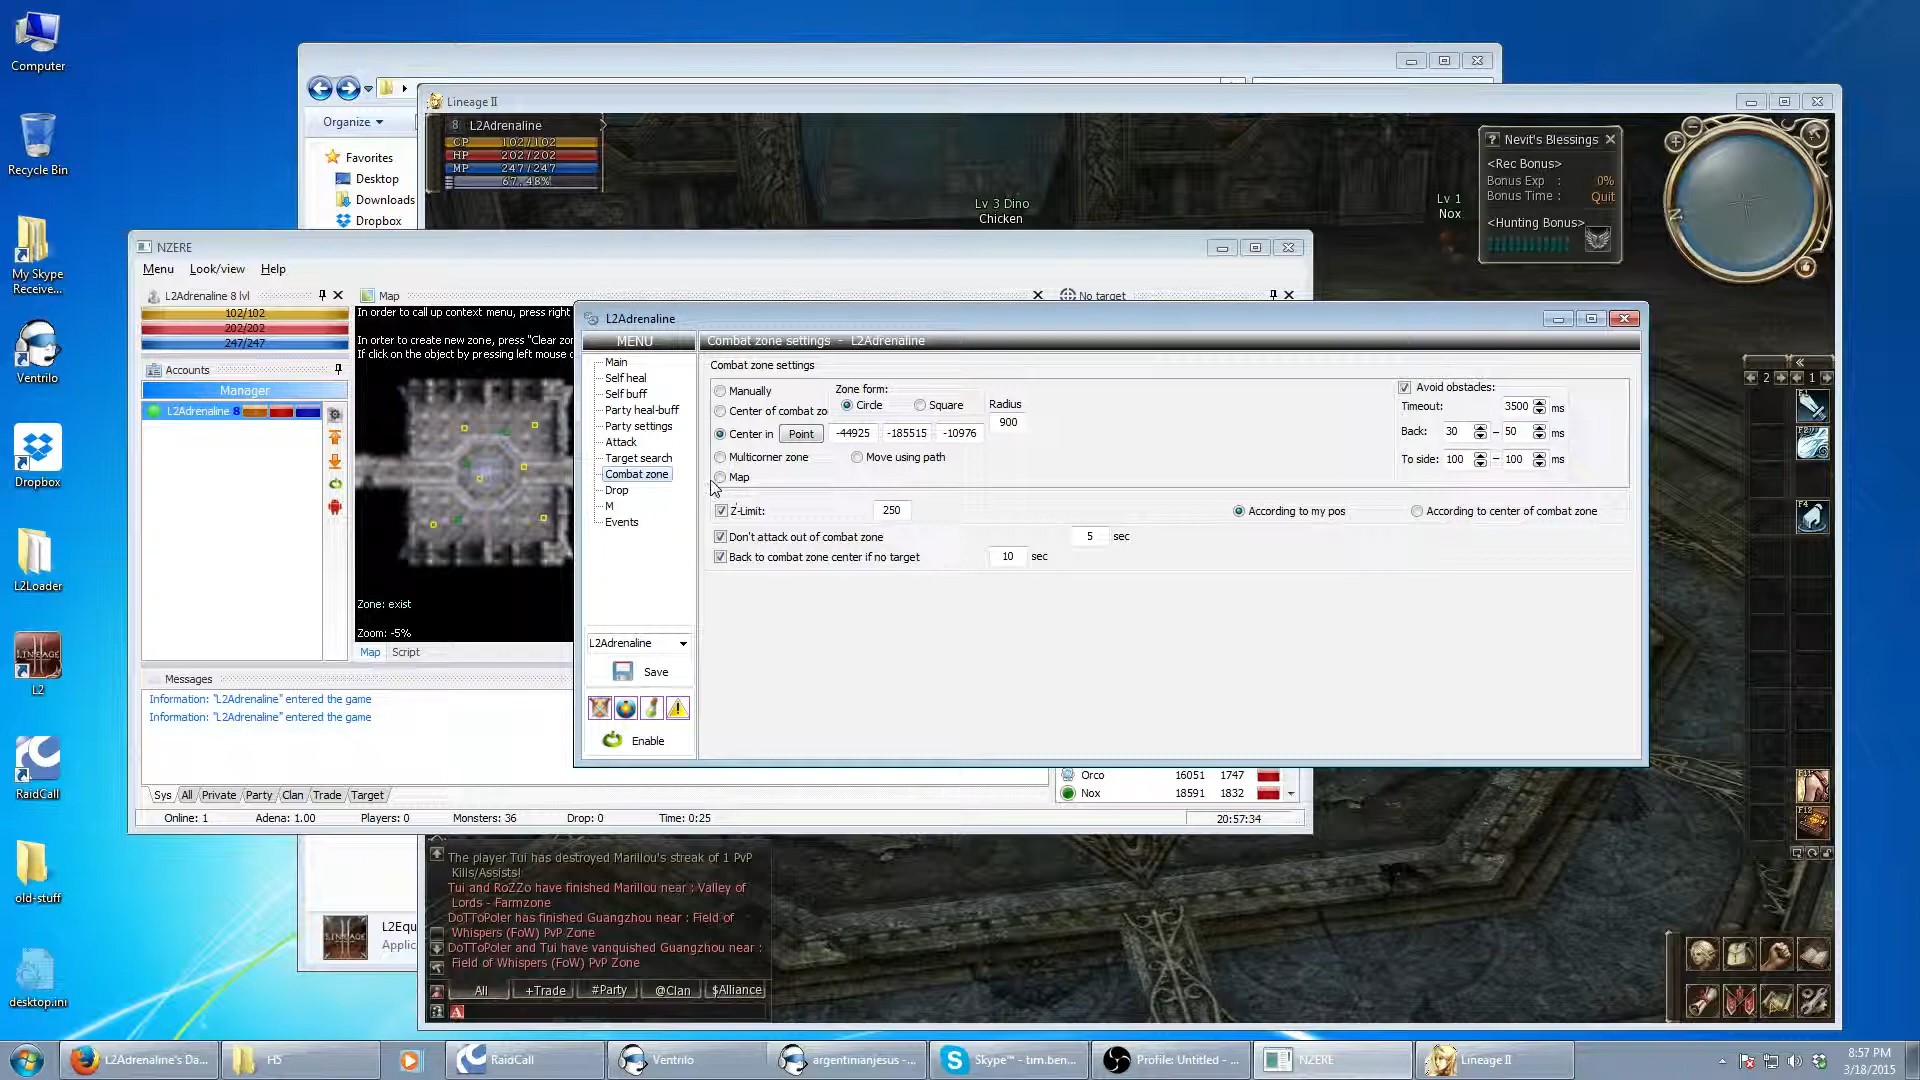 Computer
Recycle Bin
My Skype
Receive...
Ventrilo
Dropbox
L2Loader
L2
RaidCall
old-stuff
desktop.ini
Organize
Favorites
Desktop
Downloads
Dropbox
L2Equ
Applic
Lineage II
8 L2Adrenaline
CP 102/102
HP 202/202
MP 247/247
67.48%
Lv 3 Dino
Chicken
Lv 1
Nox
? Nevit's Blessings
<Rec Bonus>
Bonus Exp : 0%
Bonus Time : Quit
<Hunting Bonus>
N
2 1
F1
F2
F4
F11
F12
NZERE
Menu Look/view Help
L2Adrenaline 8 lvl
102/102
202/202
247/247
Accounts
Manager
L2Adrenaline 8
Map
In order to call up context menu, press right
In orter to create new zone, press "Clear zon
If click on the object by pressing left mouse c
Zone: exist
Zoom: -5%
Map Script
No target
Messages
Information: "L2Adrenaline" entered the game
Information: "L2Adrenaline" entered the game
Sys All Private Party Clan Trade Target
Online: 1 Adena: 1.00 Players: 0 Monsters: 36 Drop: 0 Time: 0:25 20:57:34
Orco 16051 1747
Nox 18591 1832
L2Adrenaline
MENU
Main
Self heal
Self buff
Party heal-buff
Party settings
Attack
Target search
Combat zone
Drop
M
Events
L2Adrenaline
Save
Enable
Combat zone settings - L2Adrenaline
Combat zone settings
Manually
Center of combat zo
Center in Point -44925 -185515 -10976
Multicorner zone Move using path
Map
Zone form:
Circle Square
Radius
900
Avoid obstacles:
Timeout: 3500 ms
Back: 30 - 50 ms
To side: 100 - 100 ms
Z-Limit: 250 According to my pos According to center of combat zone
Don't attack out of combat zone 5 sec
Back to combat zone center if no target 10 sec
The player Tui has destroyed Marillou's streak of 1 PvP
Kills/Assists!
Tui and RoZZo have finished Marillou near : Valley of
Lords - Farmzone
DoTToPoler has finished Guangzhou near : Field of
Whispers (FoW) PvP Zone
DoTToPoler and Tui have vanquished Guangzhou near :
Field of Whispers (FoW) PvP Zone
All +Trade #Party @Clan $Alliance
A
L2Adrenaline's Da...
H5
RaidCall
Ventrilo
argentinianjesus -...
Skype™ - tim.ben...
Profile: Untitled - ...
NZERE
Lineage II
8:57 PM
3/18/2015